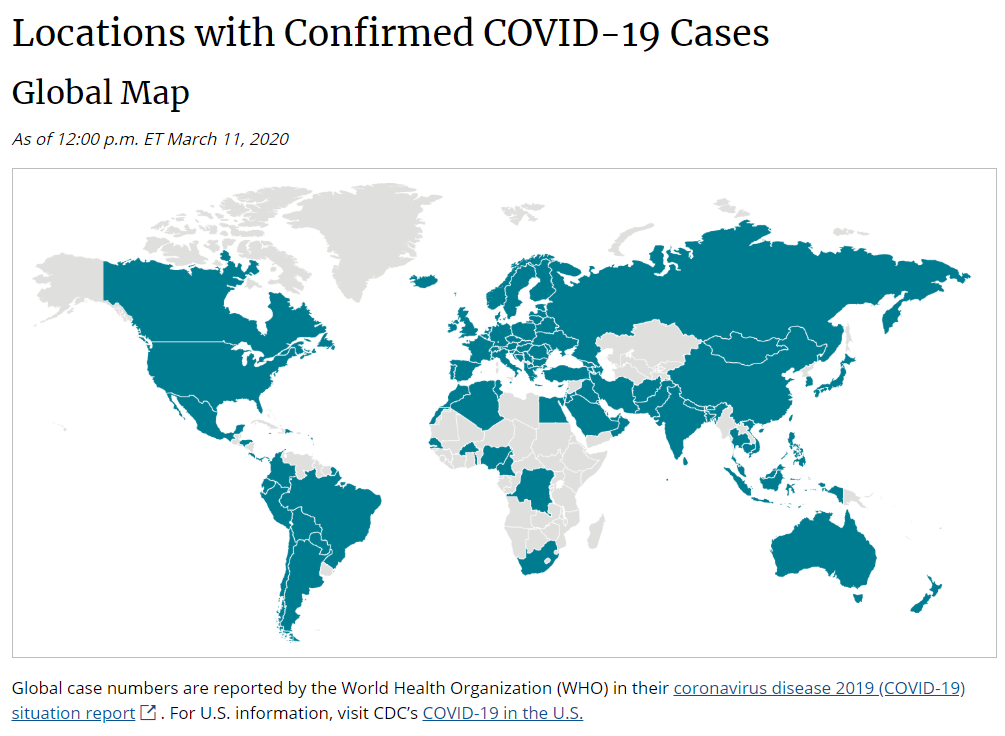 Locations with Confirmed COVID-19 Cases
Global Map
As of 12:00 p.m. ET March 11, 2020
Global case numbers are reported by the World Health Organization (WHO) in their coronavirus disease 2019 (COVID-19)
situation report . For U.S. information, visit CDC’s COVID-19 in the U.S.